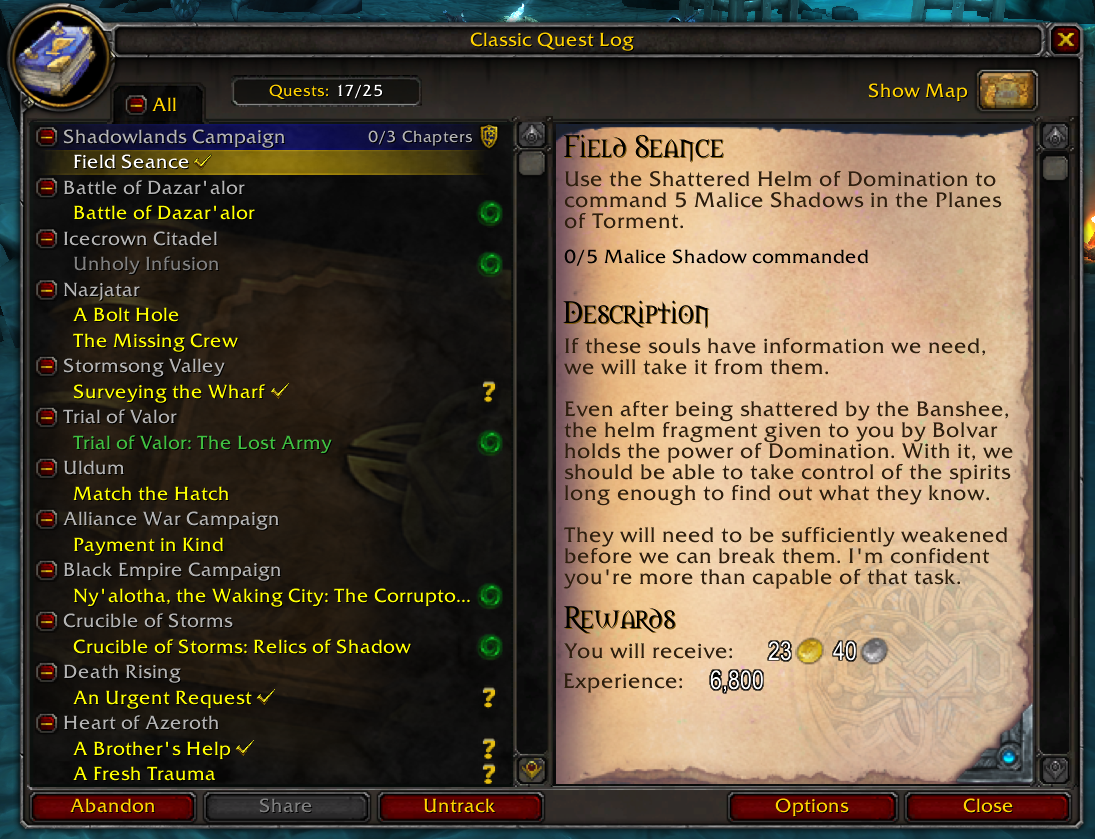 Classic Quest Log
All
Quests: 17/25
Show Map
Shadowlands Campaign 0/3 Chapters
Field Seance
Battle of Dazar'alor
Battle of Dazar'alor
Icecrown Citadel
Unholy Infusion
Nazjatar
A Bolt Hole
The Missing Crew
Stormsong Valley
Surveying the Wharf ?
Trial of Valor
Trial of Valor: The Lost Army
Uldum
Match the Hatch
Alliance War Campaign
Payment in Kind
Black Empire Campaign
Ny'alotha, the Waking City: The Corrupto...
Crucible of Storms
Crucible of Storms: Relics of Shadow
Death Rising
An Urgent Request ?
Heart of Azeroth
A Brother's Help ?
A Fresh Trauma ?
Field Seance
Use the Shattered Helm of Domination to
command 5 Malice Shadows in the Planes
of Torment.
0/5 Malice Shadow commanded
Description
If these souls have information we need,
we will take it from them.
Even after being shattered by the Banshee,
the helm fragment given to you by Bolvar
holds the power of Domination. With it, we
should be able to take control of the spirits
long enough to find out what they know.
They will need to be sufficiently weakened
before we can break them. I'm confident
you're more than capable of that task.
Rewards
You will receive: 23 40
Experience: 6,800
Abandon
Share
Untrack
Options
Close